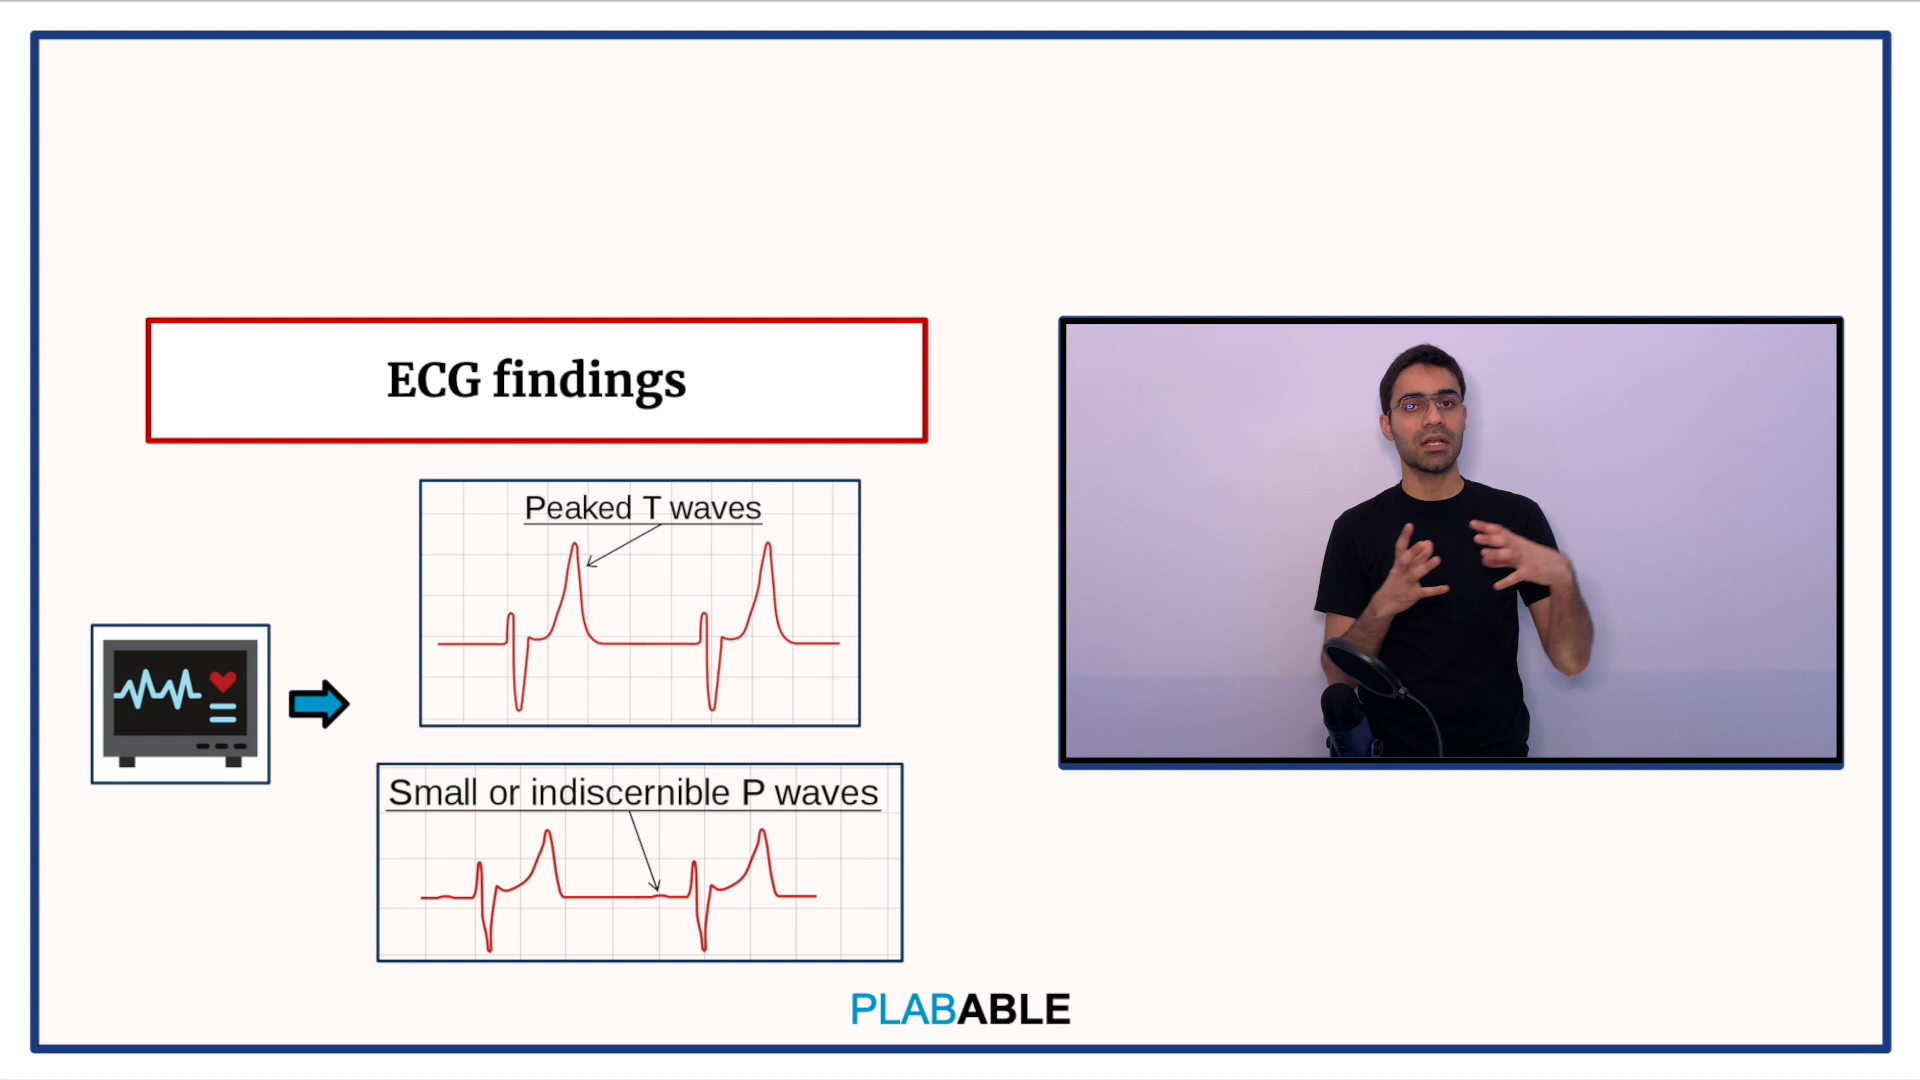 ECG findings
Peaked T waves
Small or indiscernible P waves
PLABABLE